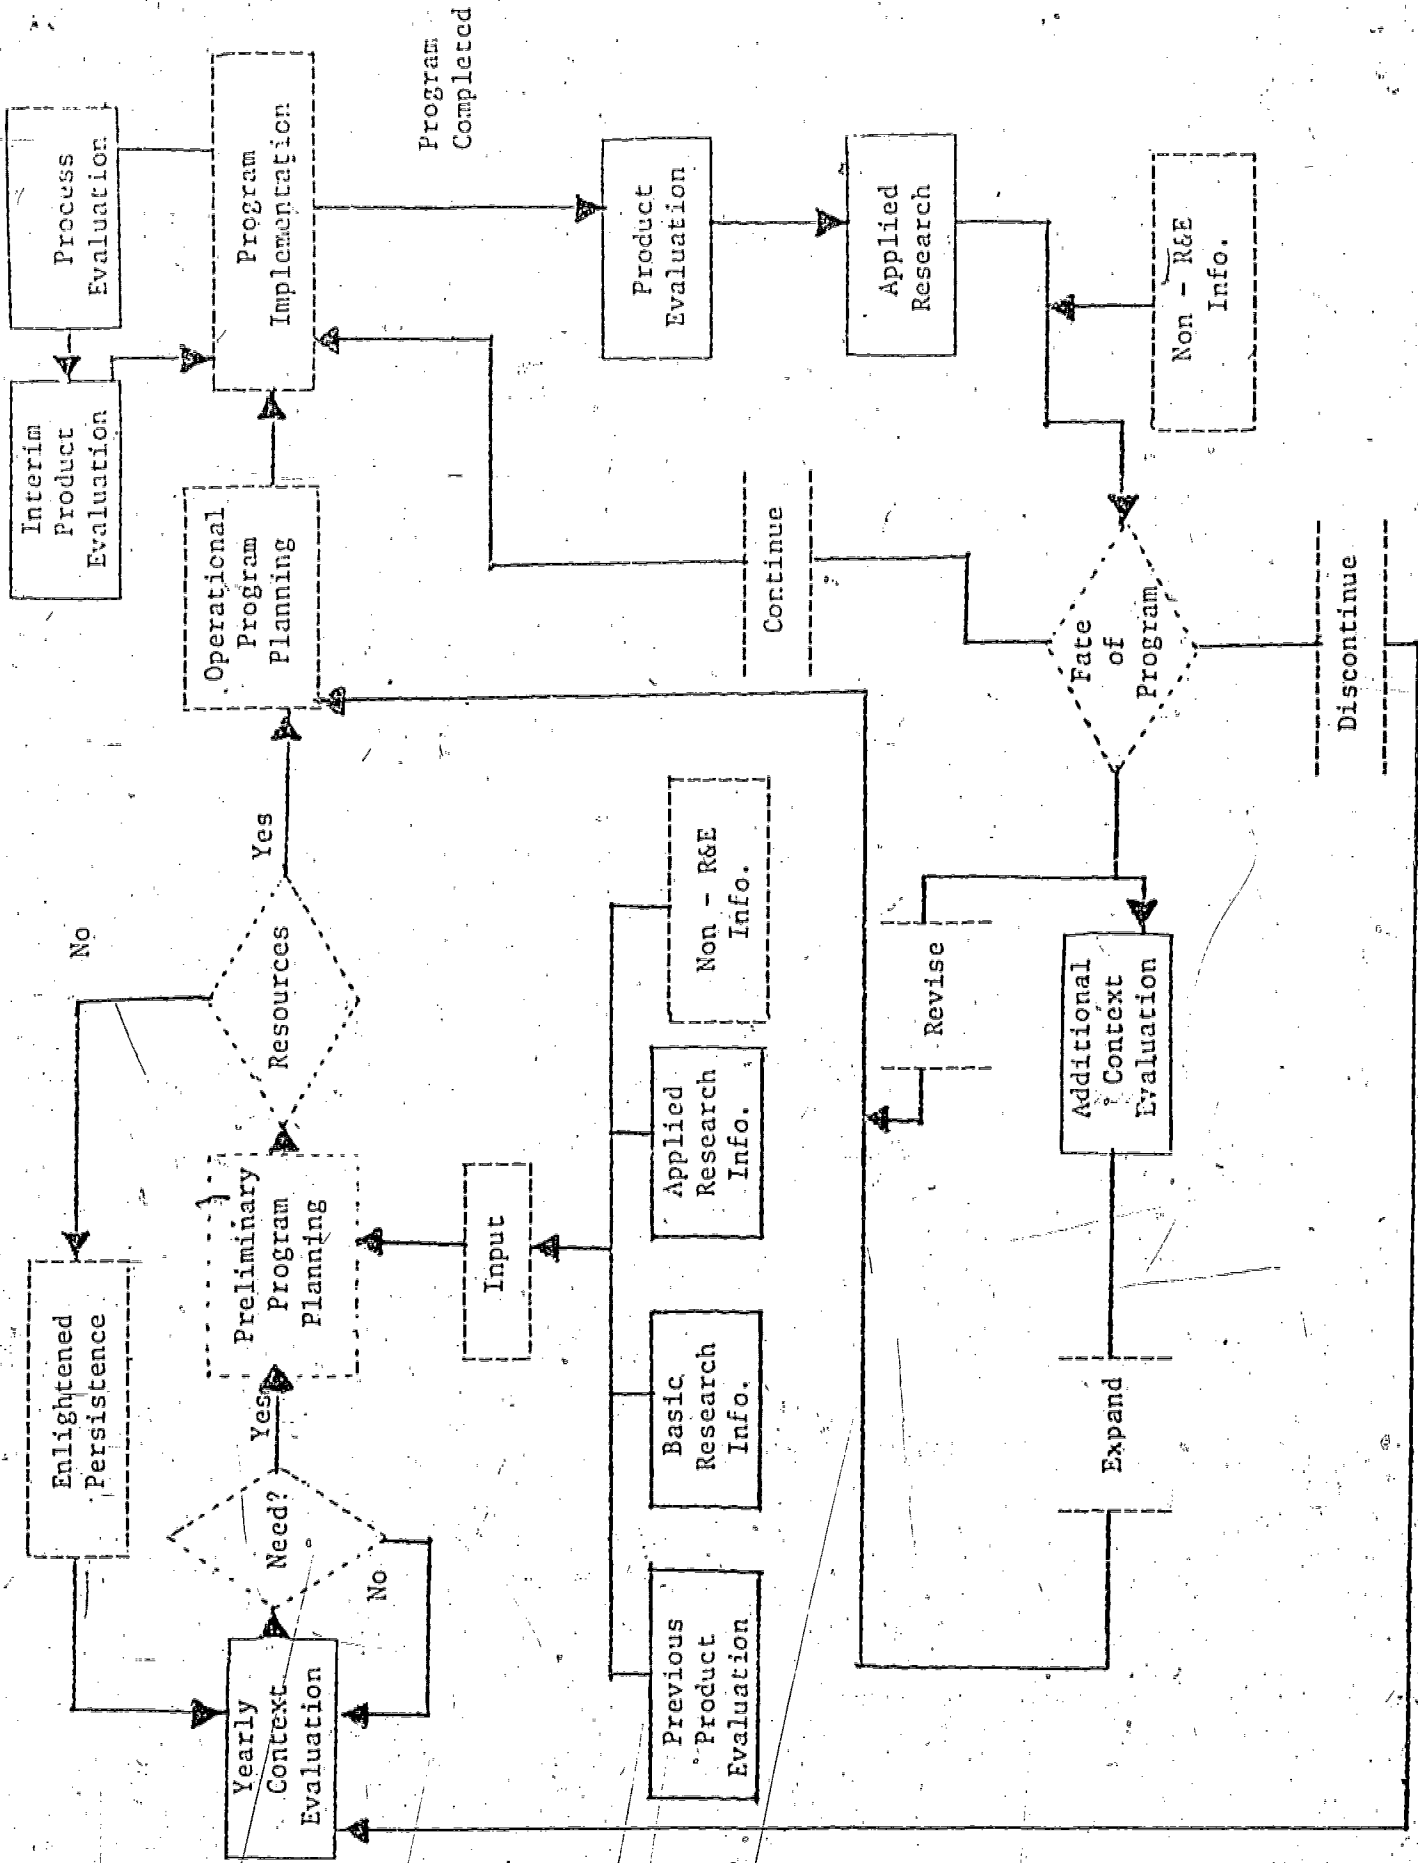 Yearly
Context
Evaluation
Need?
Yes
No
Enlightened
Persistence
Preliminary
Program
Planning
Resources
No
Yes
Operational
Program
Planning
Interim
Product
Evaluation
Process
Evaluation
Program
Implementation
Program
Completed
Input
Previous
Product
Evaluation
Basic
Research
Info.
Applied
Research
Info.
Non - R&E
Info.
Continue
Product
Evaluation
Applied
Research
Non - R&E
Info.
Fate
of
Program
Revise
Additional
Context
Evaluation
Expand
Discontinue